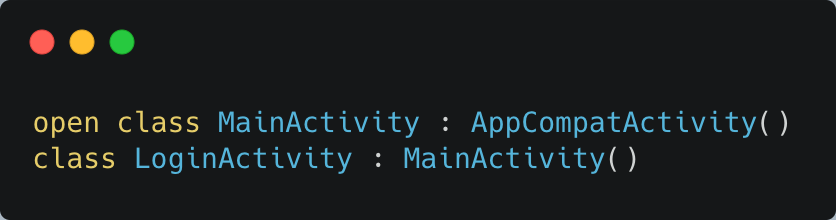 open class MainActivity : AppCompatActivity()
class LoginActivity : MainActivity()